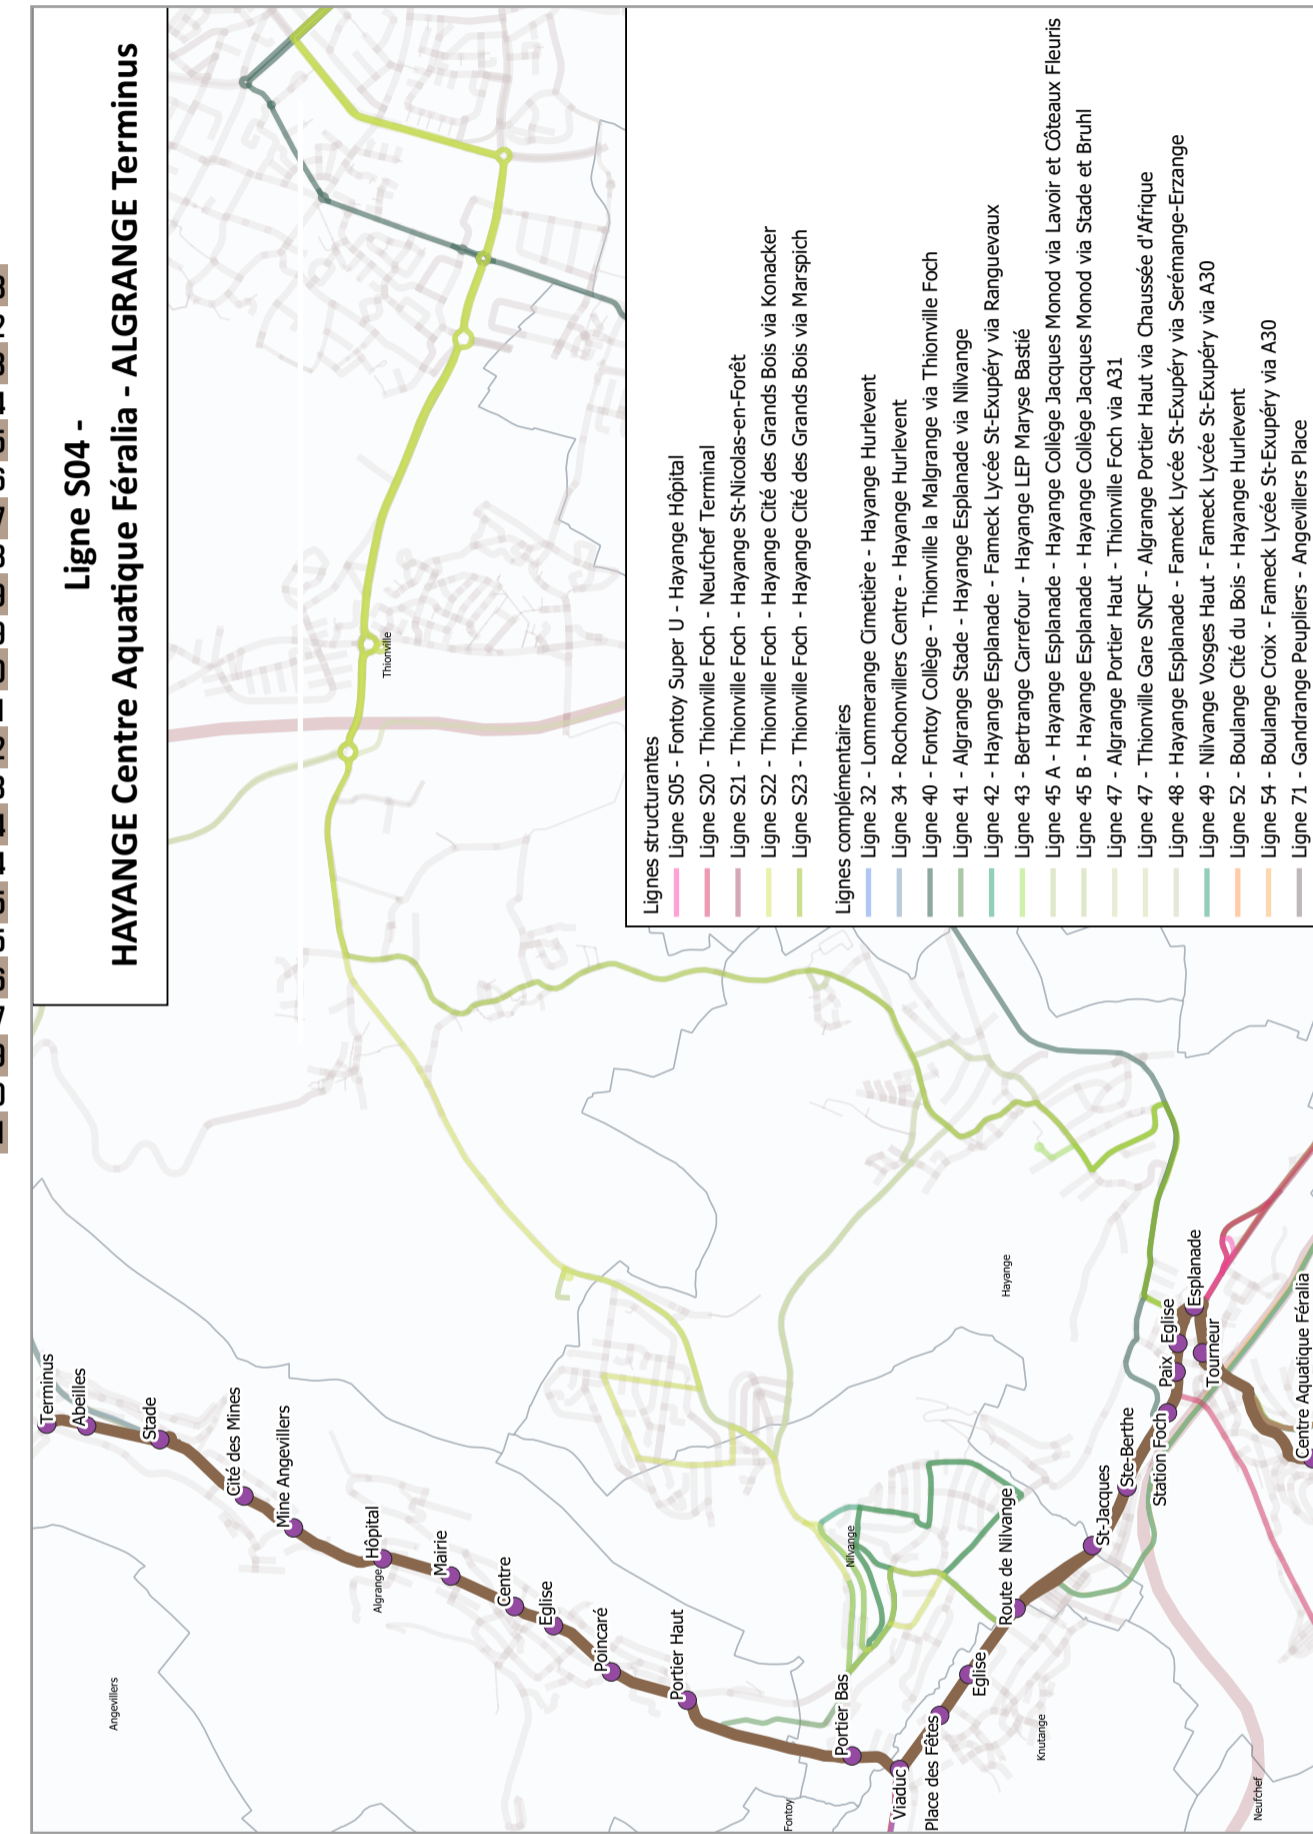 Ligne S04 -
HAYANGE Centre Aquatique Féralia - ALGRANGE Terminus
Lignes structurantes
Ligne S05 - Fontoy Super U - Hayange Hôpital
Ligne S20 - Thionville Foch - Neufchef Terminal
Ligne S21 - Thionville Foch - Hayange St-Nicolas-en-Forêt
Ligne S22 - Thionville Foch - Hayange Cité des Grands Bois via Konacker
Ligne S23 - Thionville Foch - Hayange Cité des Grands Bois via Marspich
Lignes complémentaires
Ligne 32 - Lommerange Cimetière - Hayange Hurlevent
Ligne 34 - Rochonvillers Centre - Hayange Hurlevent
Ligne 40 - Fontoy Collège - Thionville la Malgrange via Thionville Foch
Ligne 41 - Algrange Stade - Hayange Esplanade via Nilvange
Ligne 42 - Hayange Esplanade - Fameck Lycée St-Exupéry via Ranguevaux
Ligne 43 - Bertrange Carrefour - Hayange LEP Maryse Bastié
Ligne 45 A - Hayange Esplanade - Hayange Collège Jacques Monod via Lavoir et Côteaux Fleuris
Ligne 45 B - Hayange Esplanade - Hayange Collège Jacques Monod via Stade et Bruhl
Ligne 47 - Algrange Portier Haut - Thionville Foch via A31
Ligne 47 - Thionville Gare SNCF - Algrange Portier Haut via Chaussée d'Afrique
Ligne 48 - Hayange Esplanade - Fameck Lycée St-Exupéry via Serémange-Erzange
Ligne 49 - Nilvange Vosges Haut - Fameck Lycée St-Exupéry via A30
Ligne 52 - Boulange Cité du Bois - Hayange Hurlevent
Ligne 54 - Boulange Croix - Fameck Lycée St-Exupéry via A30
Ligne 71 - Gandrange Peupliers - Angevillers Place
Thionville
Terminus
Abeilles
Stade
Cité des Mines
Mine Angevillers
Hôpital
Algrange
Mairie
Centre
Eglise
Poincaré
Portier Haut
Portier Bas
Viaduc
Place des Fêtes
Eglise
Route de Nilvange
St-Jacques
Ste-Berthe
Station Foch
Paix
Eglise
Esplanade
Tourneur
Centre Aquatique Féralia
Angevillers
Nilvange
Hayange
Knutange
Fontoy
Neufchef